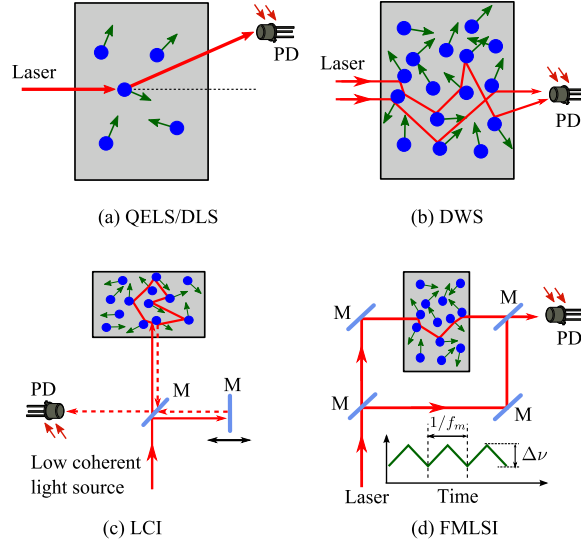 Laser
PD
(a) QELS/DLS
Laser
PD
(b) DWS
PD
M
M
Low coherent
light source
(c) LCI
M
M
PD
M
M
1/f_m
Δν
Laser
Time
(d) FMLSI